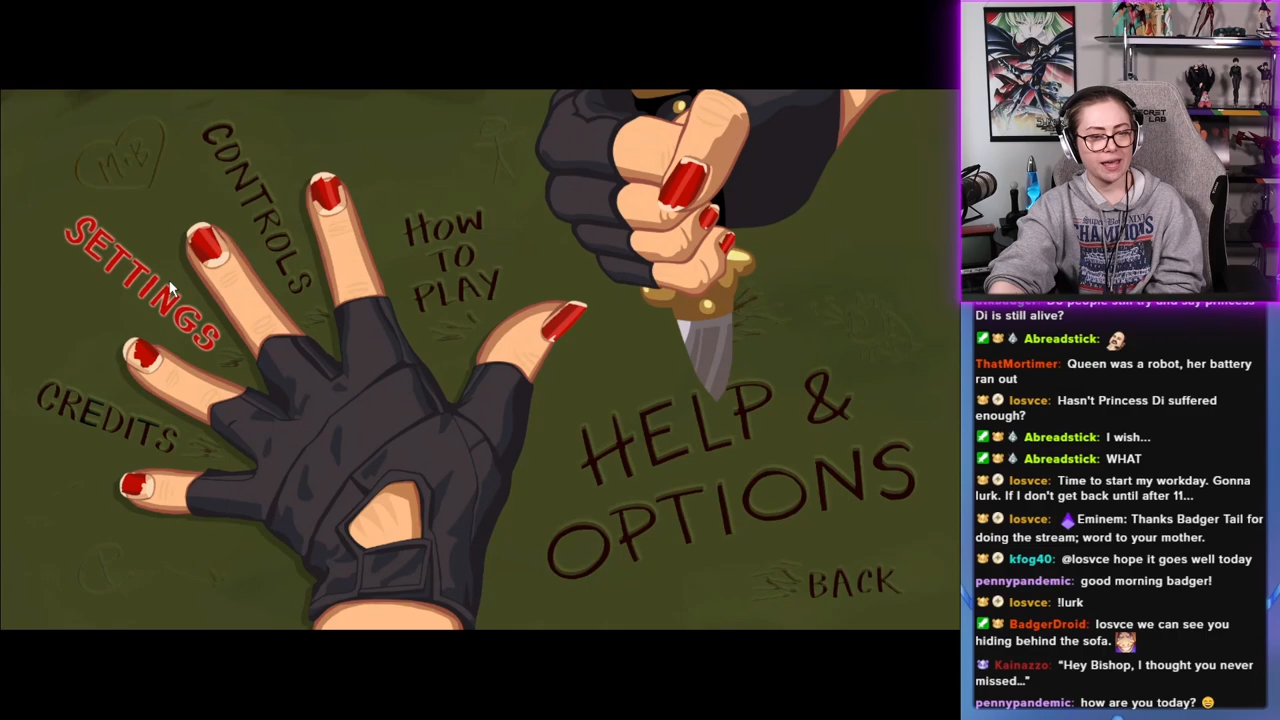 M+B
CONTROLS
SETTINGS
HOW
TO
PLAY
CREDITS
HELP &
OPTIONS
BACK
SECRET
LAB
CHAMPIONS
Di is still alive?
Abreadstick:
ThatMortimer: Queen was a robot, her battery
ran out
losvce: Hasn't Princess Di suffered
enough?
Abreadstick: I wish...
Abreadstick: WHAT
losvce: Time to start my workday. Gonna
lurk. If I don't get back until after 11...
losvce: Eminem: Thanks Badger Tail for
doing the stream; word to your mother.
kfog40: @losvce hope it goes well today
pennypandemic: good morning badger!
losvce: !lurk
BadgerDroid: losvce we can see you
hiding behind the sofa.
Kainazzo: "Hey Bishop, I thought you never
missed..."
pennypandemic: how are you today?